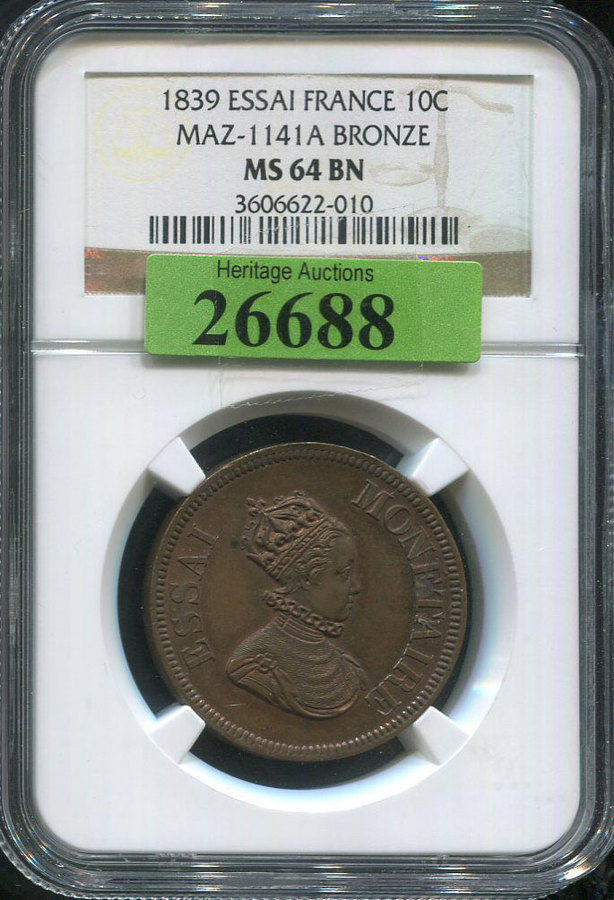 1839 ESSAI FRANCE 10C
MAZ-1141A BRONZE
MS 64 BN
3606622-010
Heritage Auctions
26688
ESSAI
MONETAIRE